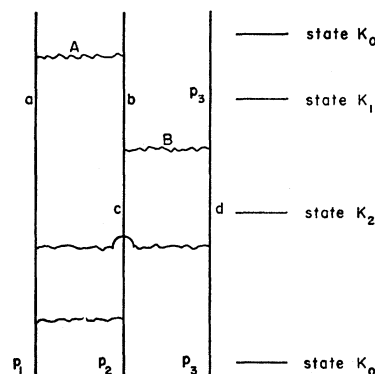 state K₀
A
a b p₃ state K₁
B
c d state K₂
p₁ p₂ p₃ state K₀